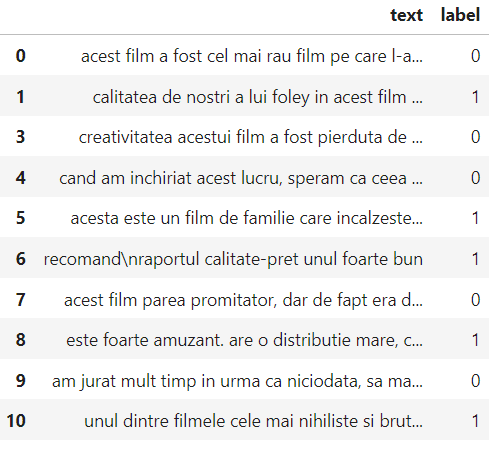 text label
0 acest film a fost cel mai rau film pe care l-a... 0
1 calitatea de nostri a lui foley in acest film ... 1
3 creativitatea acestui film a fost pierduta de ... 0
4 cand am inchiriat acest lucru, speram ca ceea ... 0
5 acesta este un film de familie care incalzeste... 1
6 recomand\nraportul calitate-pret unul foarte bun 1
7 acest film parea promitator, dar de fapt era d... 0
8 este foarte amuzant. are o distributie mare, c... 1
9 am jurat mult timp in urma ca niciodata, sa ma... 0
10 unul dintre filmele cele mai nihiliste si brut... 1